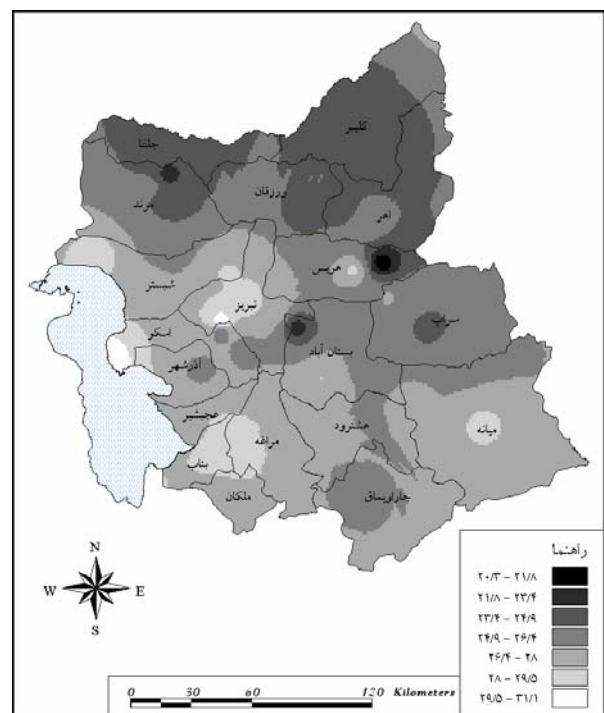 کلیبر
جلفا
ورزقان
مرند
اهر
هریس
شبستر
تبریز
سراب
اسکو
بستان آباد
آذرشهر
عجبشیر
هشترود
میانه
مراغه
بناب
ملکان
چاراویماق
N
W E
S
راهنما
۲۰/۳ – ۲۱/۸
۲۱/۸ – ۲۳/۴
۲۳/۴ – ۲۴/۹
۲۴/۹ – ۲۶/۴
۲۶/۴ – ۲۸
۲۸ – ۲۹/۵
۲۹/۵ – ۳۱/۱
0 30 60 120 Kilometers